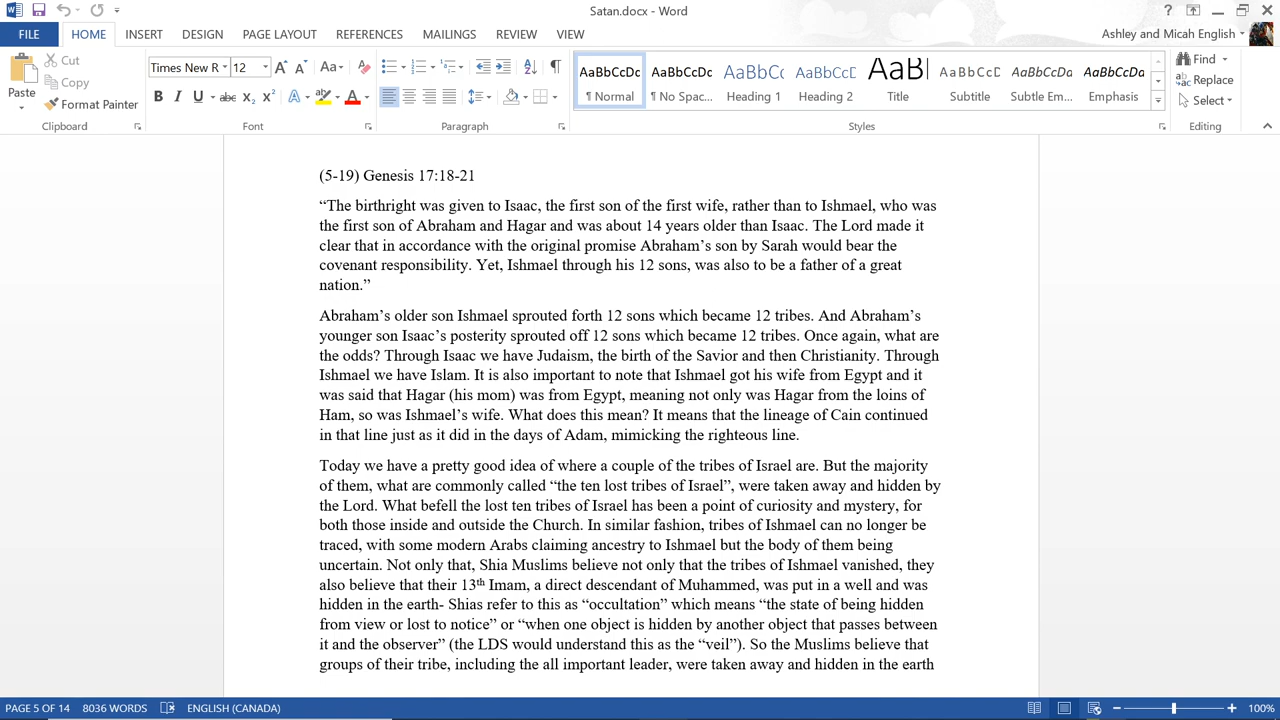 Satan.docx - Word
FILE HOME INSERT DESIGN PAGE LAYOUT REFERENCES MAILINGS REVIEW VIEW Ashley and Micah English
Paste
Cut
Copy
Format Painter
Times New R 12
AaBbCcDc AaBbCcDc AaBbCc AaBbCcD AaBl AaBbCcD AaBbCcDc AaBbCcDc
¶ Normal ¶ No Spac... Heading 1 Heading 2 Title Subtitle Subtle Em... Emphasis
Find
Replace
Select
Clipboard Font Paragraph Styles Editing
(5-19) Genesis 17:18-21
“The birthright was given to Isaac, the first son of the first wife, rather than to Ishmael, who was
the first son of Abraham and Hagar and was about 14 years older than Isaac. The Lord made it
clear that in accordance with the original promise Abraham’s son by Sarah would bear the
covenant responsibility. Yet, Ishmael through his 12 sons, was also to be a father of a great
nation.”
Abraham’s older son Ishmael sprouted forth 12 sons which became 12 tribes. And Abraham’s
younger son Isaac’s posterity sprouted off 12 sons which became 12 tribes. Once again, what are
the odds? Through Isaac we have Judaism, the birth of the Savior and then Christianity. Through
Ishmael we have Islam. It is also important to note that Ishmael got his wife from Egypt and it
was said that Hagar (his mom) was from Egypt, meaning not only was Hagar from the loins of
Ham, so was Ishmael’s wife. What does this mean? It means that the lineage of Cain continued
in that line just as it did in the days of Adam, mimicking the righteous line.
Today we have a pretty good idea of where a couple of the tribes of Israel are. But the majority
of them, what are commonly called “the ten lost tribes of Israel”, were taken away and hidden by
the Lord. What befell the lost ten tribes of Israel has been a point of curiosity and mystery, for
both those inside and outside the Church. In similar fashion, tribes of Ishmael can no longer be
traced, with some modern Arabs claiming ancestry to Ishmael but the body of them being
uncertain. Not only that, Shia Muslims believe not only that the tribes of Ishmael vanished, they
also believe that their 13th Imam, a direct descendant of Muhammed, was put in a well and was
hidden in the earth- Shias refer to this as “occultation” which means “the state of being hidden
from view or lost to notice” or “when one object is hidden by another object that passes between
it and the observer” (the LDS would understand this as the “veil”). So the Muslims believe that
groups of their tribe, including the all important leader, were taken away and hidden in the earth
PAGE 5 OF 14 8036 WORDS ENGLISH (CANADA) 100%